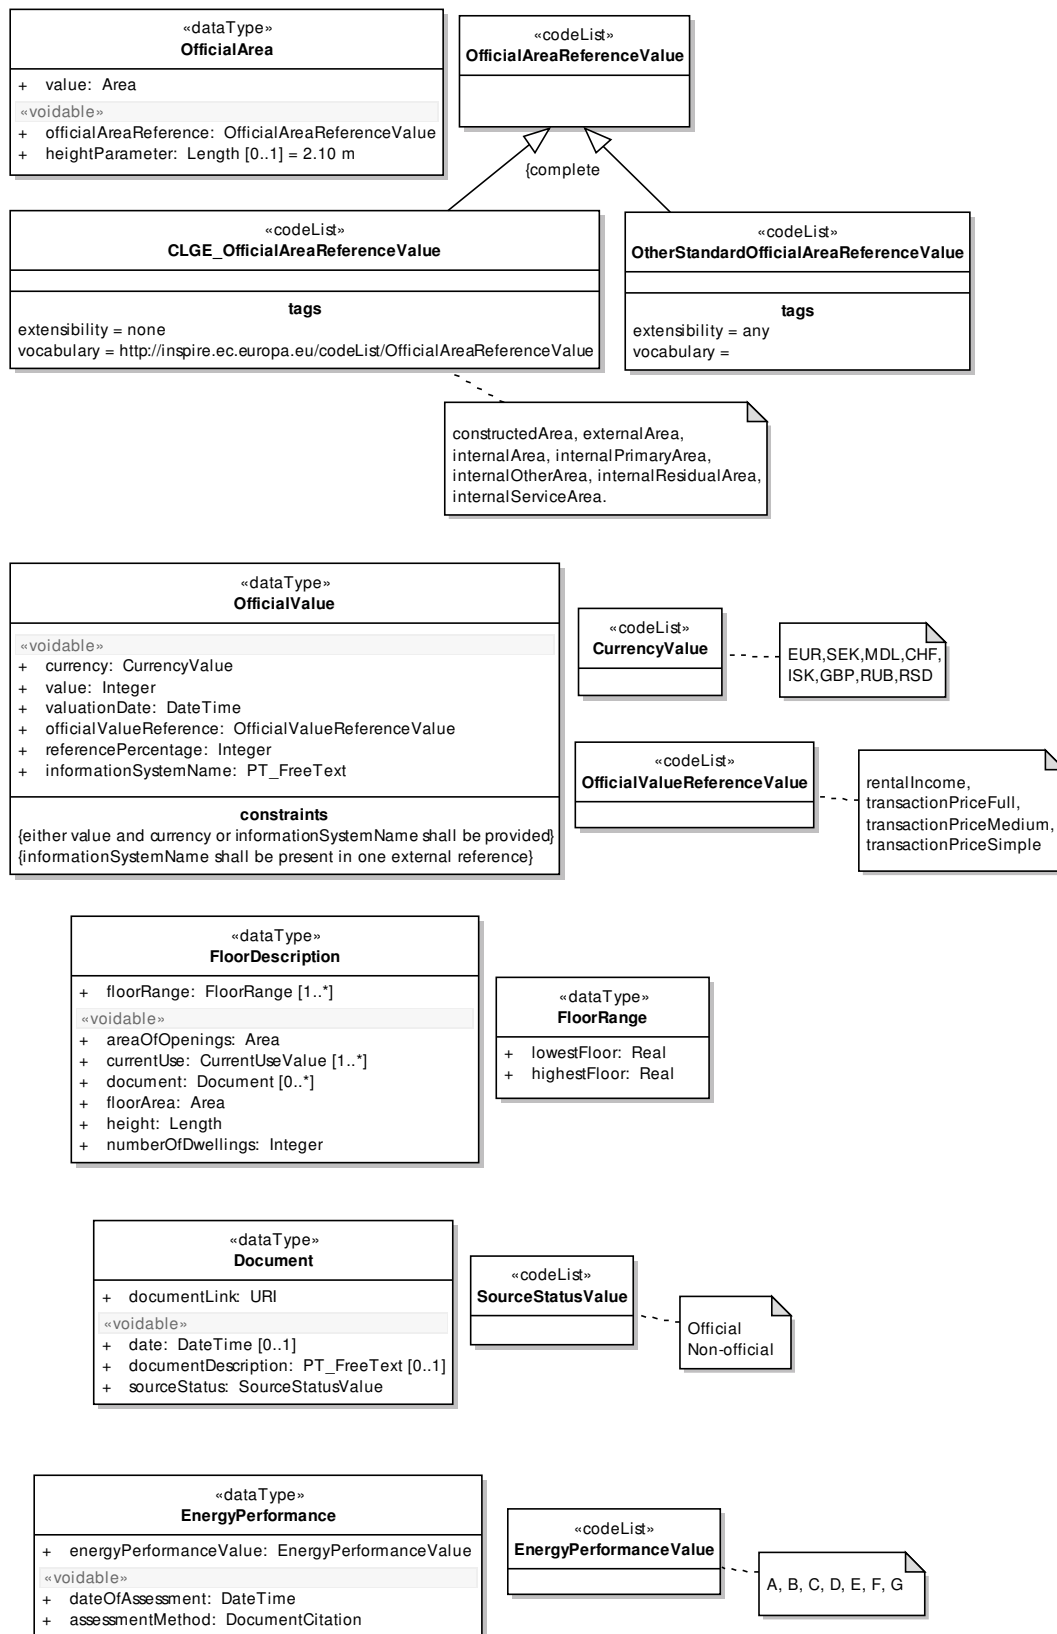 «dataType»
OfficialArea
+ value: Area
«voidable»
+ officialAreaReference: OfficialAreaReferenceValue
+ heightParameter: Length [0..1] = 2.10 m
«codeList»
OfficialAreaReferenceValue
{complete
«codeList»
CLGE_OfficialAreaReferenceValue
tags
extensibility = none
vocabulary = http://inspire.ec.europa.eu/codeList/OfficialAreaReferenceValue
«codeList»
OtherStandardOfficialAreaReferenceValue
tags
extensibility = any
vocabulary =
constructedArea, externalArea,
internalArea, internalPrimaryArea,
internalOtherArea, internalResidualArea,
internalServiceArea.
«dataType»
OfficialValue
«voidable»
+ currency: CurrencyValue
+ value: Integer
+ valuationDate: DateTime
+ officialValueReference: OfficialValueReferenceValue
+ referencePercentage: Integer
+ informationSystemName: PT_FreeText
constraints
{either value and currency or informationSystemName shall be provided}
{informationSystemName shall be present in one external reference}
«codeList»
CurrencyValue
EUR,SEK,MDL,CHF,
ISK,GBP,RUB,RSD
«codeList»
OfficialValueReferenceValue
rentalIncome,
transactionPriceFull,
transactionPriceMedium,
transactionPriceSimple
«dataType»
FloorDescription
+ floorRange: FloorRange [1..*]
«voidable»
+ areaOfOpenings: Area
+ currentUse: CurrentUseValue [1..*]
+ document: Document [0..*]
+ floorArea: Area
+ height: Length
+ numberOfDwellings: Integer
«dataType»
FloorRange
+ lowestFloor: Real
+ highestFloor: Real
«dataType»
Document
+ documentLink: URI
«voidable»
+ date: DateTime [0..1]
+ documentDescription: PT_FreeText [0..1]
+ sourceStatus: SourceStatusValue
«codeList»
SourceStatusValue
Official
Non-official
«dataType»
EnergyPerformance
+ energyPerformanceValue: EnergyPerformanceValue
«voidable»
+ dateOfAssessment: DateTime
+ assessmentMethod: DocumentCitation
«codeList»
EnergyPerformanceValue
A, B, C, D, E, F, G